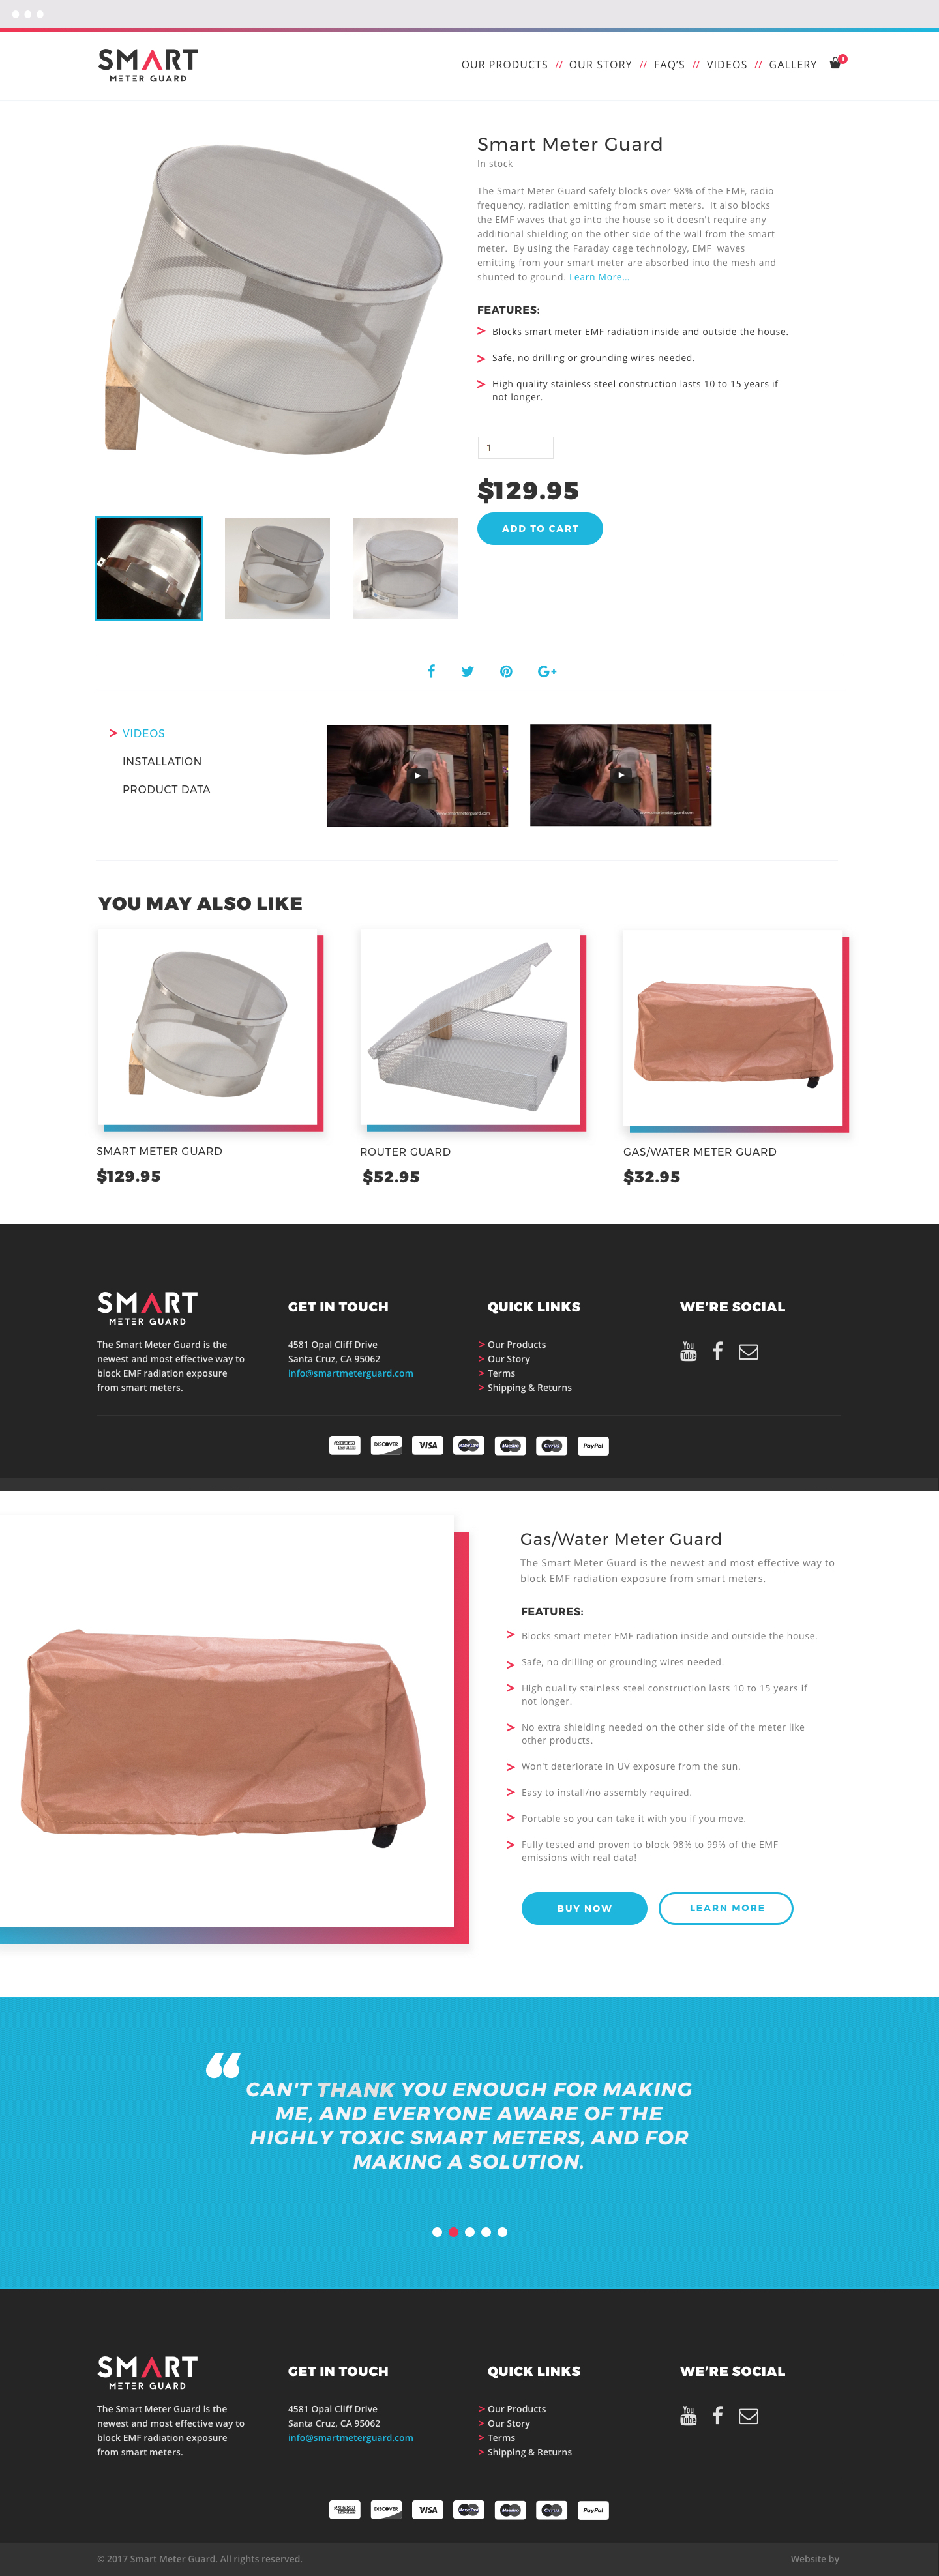 SMART
METER GUARD
OUR PRODUCTS // OUR STORY // FAQ'S // VIDEOS // GALLERY
1
Smart Meter Guard
In stock
The Smart Meter Guard safely blocks over 98% of the EMF, radio
frequency, radiation emitting from smart meters. It also blocks
the EMF waves that go into the house so it doesn't require any
additional shielding on the other side of the wall from the smart
meter. By using the Faraday cage technology, EMF waves
emitting from your smart meter are absorbed into the mesh and
shunted to ground. Learn More...
FEATURES:
Blocks smart meter EMF radiation inside and outside the house.
Safe, no drilling or grounding wires needed.
High quality stainless steel construction lasts 10 to 15 years if
not longer.
1
$129.95
ADD TO CART
VIDEOS
INSTALLATION
PRODUCT DATA
www.smartmeterguard.com
www.smartmeterguard.com
YOU MAY ALSO LIKE
SMART METER GUARD
$129.95
ROUTER GUARD
$52.95
GAS/WATER METER GUARD
$32.95
SMART
METER GUARD
The Smart Meter Guard is the
newest and most effective way to
block EMF radiation exposure
from smart meters.
GET IN TOUCH
4581 Opal Cliff Drive
Santa Cruz, CA 95062
info@smartmeterguard.com
QUICK LINKS
> Our Products
> Our Story
> Terms
> Shipping & Returns
WE'RE SOCIAL
You Tube
AMERICAN EXPRESS DISCOVER VISA MasterCard Maestro Cirrus PayPal
Gas/Water Meter Guard
The Smart Meter Guard is the newest and most effective way to
block EMF radiation exposure from smart meters.
FEATURES:
Blocks smart meter EMF radiation inside and outside the house.
Safe, no drilling or grounding wires needed.
High quality stainless steel construction lasts 10 to 15 years if
not longer.
No extra shielding needed on the other side of the meter like
other products.
Won't deteriorate in UV exposure from the sun.
Easy to install/no assembly required.
Portable so you can take it with you if you move.
Fully tested and proven to block 98% to 99% of the EMF
emissions with real data!
BUY NOW
LEARN MORE
“
CAN'T THANK YOU ENOUGH FOR MAKING
ME, AND EVERYONE AWARE OF THE
HIGHLY TOXIC SMART METERS, AND FOR
MAKING A SOLUTION.
SMART
METER GUARD
The Smart Meter Guard is the
newest and most effective way to
block EMF radiation exposure
from smart meters.
GET IN TOUCH
4581 Opal Cliff Drive
Santa Cruz, CA 95062
info@smartmeterguard.com
QUICK LINKS
> Our Products
> Our Story
> Terms
> Shipping & Returns
WE'RE SOCIAL
You Tube
AMERICAN EXPRESS DISCOVER VISA MasterCard Maestro Cirrus PayPal
© 2017 Smart Meter Guard. All rights reserved.
Website by